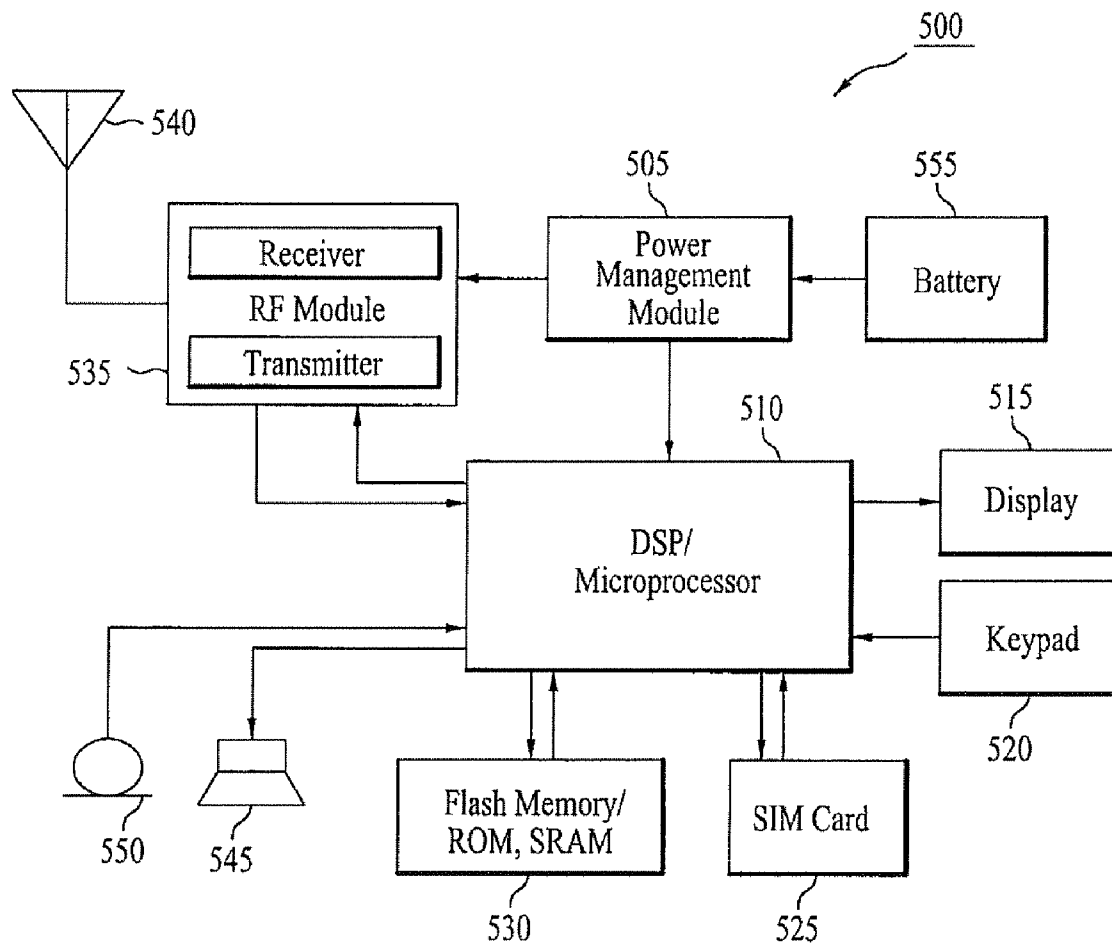 500
540
505
555
Receiver
RF Module
Transmitter
Power
Management
Module
Battery
535
510
515
Display
DSP/
Microprocessor
Keypad
520
550
545
Flash Memory/
ROM, SRAM
SIM Card
530
525